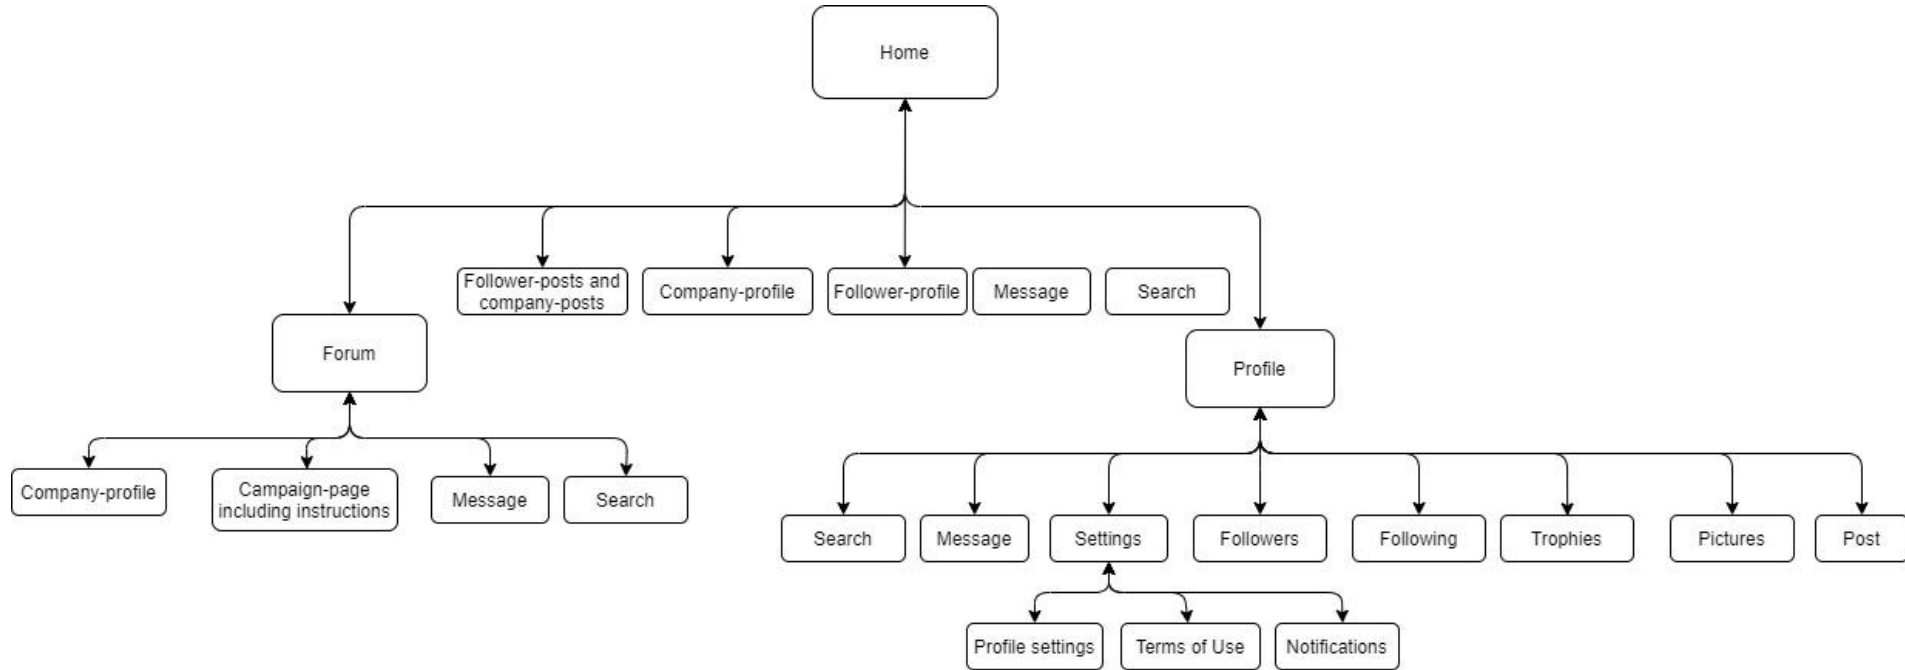 Home
Follower-posts and
company-posts
Company-profile
Follower-profile
Message
Search
Forum
Profile
Company-profile
Campaign-page
including instructions
Message
Search
Search
Message
Settings
Followers
Following
Trophies
Pictures
Post
Profile settings
Terms of Use
Notifications